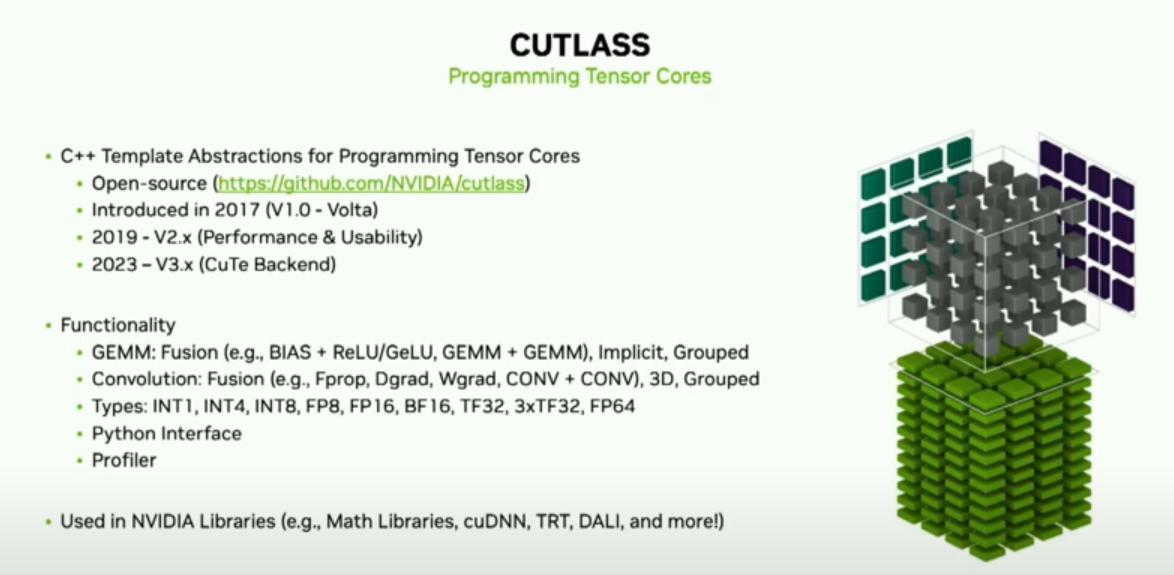 CUTLASS
Programming Tensor Cores
• C++ Template Abstractions for Programming Tensor Cores
• Open-source (https://github.com/NVIDIA/cutlass)
• Introduced in 2017 (V1.0 - Volta)
• 2019 - V2.x (Performance & Usability)
• 2023 – V3.x (CuTe Backend)
• Functionality
• GEMM: Fusion (e.g., BIAS + ReLU/GeLU, GEMM + GEMM), Implicit, Grouped
• Convolution: Fusion (e.g., Fprop, Dgrad, Wgrad, CONV + CONV), 3D, Grouped
• Types: INT1, INT4, INT8, FP8, FP16, BF16, TF32, 3xTF32, FP64
• Python Interface
• Profiler
• Used in NVIDIA Libraries (e.g., Math Libraries, cuDNN, TRT, DALI, and more!)